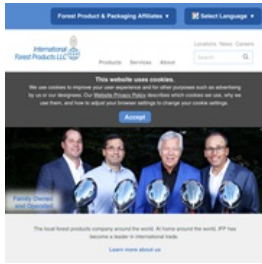 Forest Product & Packaging Affiliates ▾
Select Language ▾
International
Forest Products LLC
Locations News Careers
Search
Products Services About
This website uses cookies.
We use cookies to improve your user experience and for other purposes such as advertising
by us or our designees. Our Website Privacy Policy describes which cookies we use, why we
use them, and how to adjust your browser settings to change your cookie settings.
Accept
Family Owned
and Operated
The local forest products company around the world. At home around the world, IFP has
become a leader in international trade.
Learn more about us